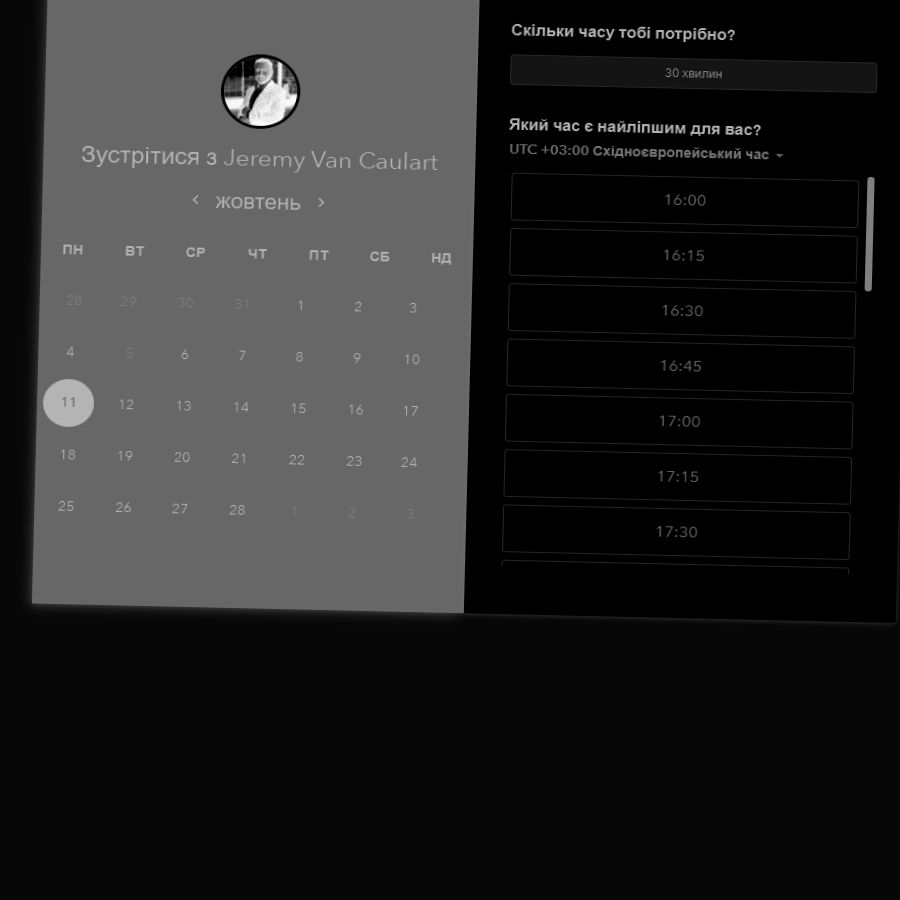 Зустрітися з Jeremy Van Caulart
‹ жовтень ›
ПН ВТ СР ЧТ ПТ СБ НД
28 29 30 31 1 2 3
4 5 6 7 8 9 10
11 12 13 14 15 16 17
18 19 20 21 22 23 24
25 26 27 28 1 2 3
Скільки часу тобі потрібно?
30 хвилин
Який час є найліпшим для вас?
UTC +03:00 Східноєвропейський час
16:00
16:15
16:30
16:45
17:00
17:15
17:30